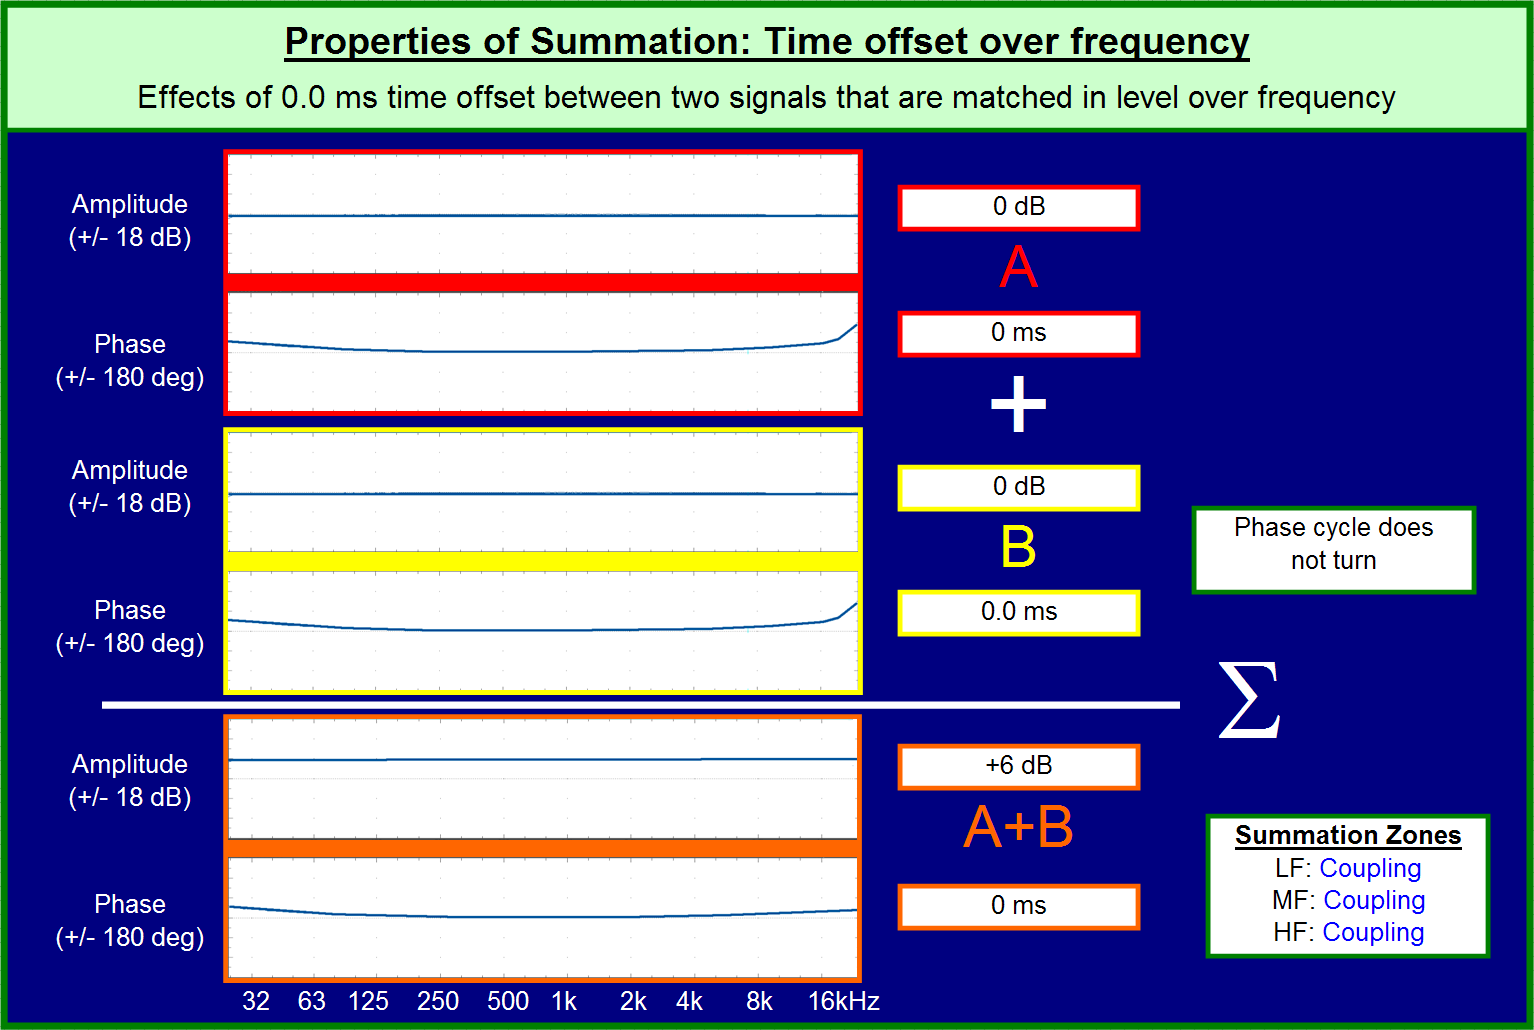 Properties of Summation: Time offset over frequency
Effects of 0.0 ms time offset between two signals that are matched in level over frequency
Amplitude
(+/- 18 dB)
0 dB
A
Phase
(+/- 180 deg)
0 ms
+
Amplitude
(+/- 18 dB)
0 dB
B
Phase cycle does
not turn
Phase
(+/- 180 deg)
0.0 ms
Σ
Amplitude
(+/- 18 dB)
+6 dB
A+B
Phase
(+/- 180 deg)
0 ms
Summation Zones
LF: Coupling
MF: Coupling
HF: Coupling
32 63 125 250 500 1k 2k 4k 8k 16kHz